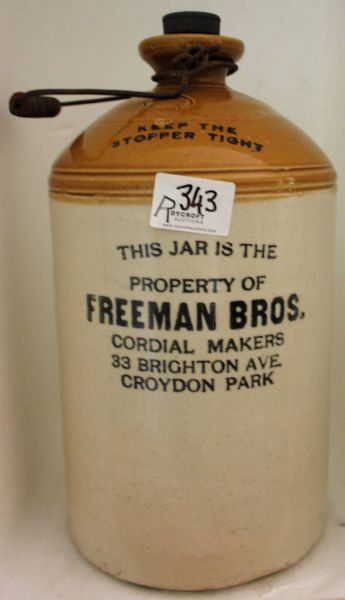 KEEP THE
STOPPER TIGHT
343
ROYCROFT
AUCTIONS
THIS JAR IS THE
PROPERTY OF
FREEMAN BROS.
CORDIAL MAKERS
33 BRIGHTON AVE.
CROYDON PARK